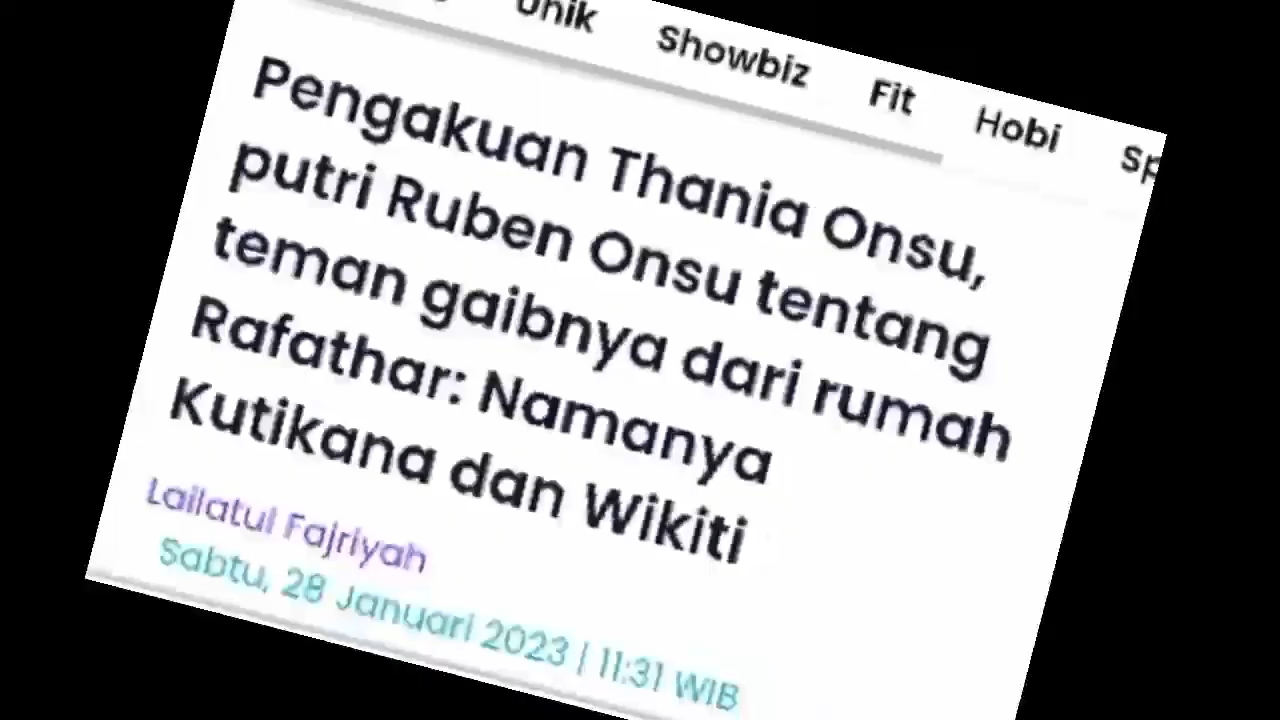 Unik Showbiz Fit Hobi Sp
Pengakuan Thania Onsu,
putri Ruben Onsu tentang
teman gaibnya dari rumah
Rafathar: Namanya
Kutikana dan Wikiti
Lailatul Fajriyah
Sabtu, 28 Januari 2023 | 11:31 WIB